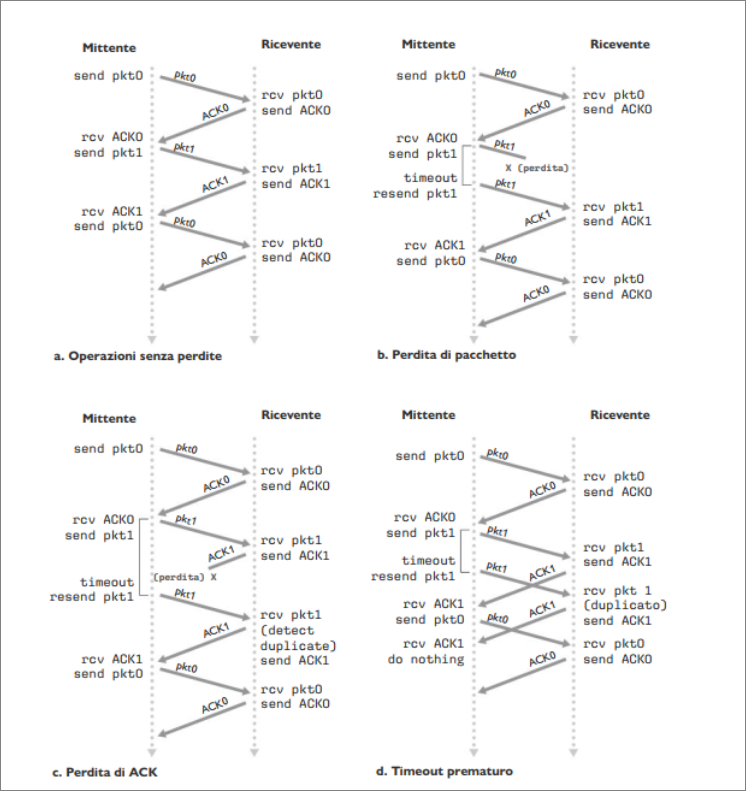 Mittente
Ricevente
send pkt0
pkt0
rcv pkt0
send ACK0
ACK0
rcv ACK0
send pkt1
pkt1
rcv pkt1
send ACK1
ACK1
rcv ACK1
send pkt0
pkt0
rcv pkt0
send ACK0
ACK0
a. Operazioni senza perdite
Mittente
Ricevente
send pkt0
pkt0
rcv pkt0
send ACK0
ACK0
rcv ACK0
send pkt1
pkt1
X (perdita)
timeout
resend pkt1
pkt1
rcv pkt1
send ACK1
ACK1
rcv ACK1
send pkt0
pkt0
rcv pkt0
send ACK0
ACK0
b. Perdita di pacchetto
Mittente
Ricevente
send pkt0
pkt0
rcv pkt0
send ACK0
ACK0
rcv ACK0
send pkt1
pkt1
rcv pkt1
send ACK1
ACK1
(perdita) X
timeout
resend pkt1
pkt1
rcv pkt1
(detect
duplicate)
send ACK1
ACK1
rcv ACK1
send pkt0
pkt0
rcv pkt0
send ACK0
ACK0
c. Perdita di ACK
Mittente
Ricevente
send pkt0
pkt0
rcv pkt0
send ACK0
ACK0
rcv ACK0
send pkt1
pkt1
rcv pkt1
send ACK1
ACK1
timeout
resend pkt1
pkt1
rcv pkt 1
(duplicato)
send ACK1
ACK1
rcv ACK1
send pkt0
pkt0
rcv ACK1
do nothing
rcv pkt0
send ACK0
ACK0
d. Timeout prematuro